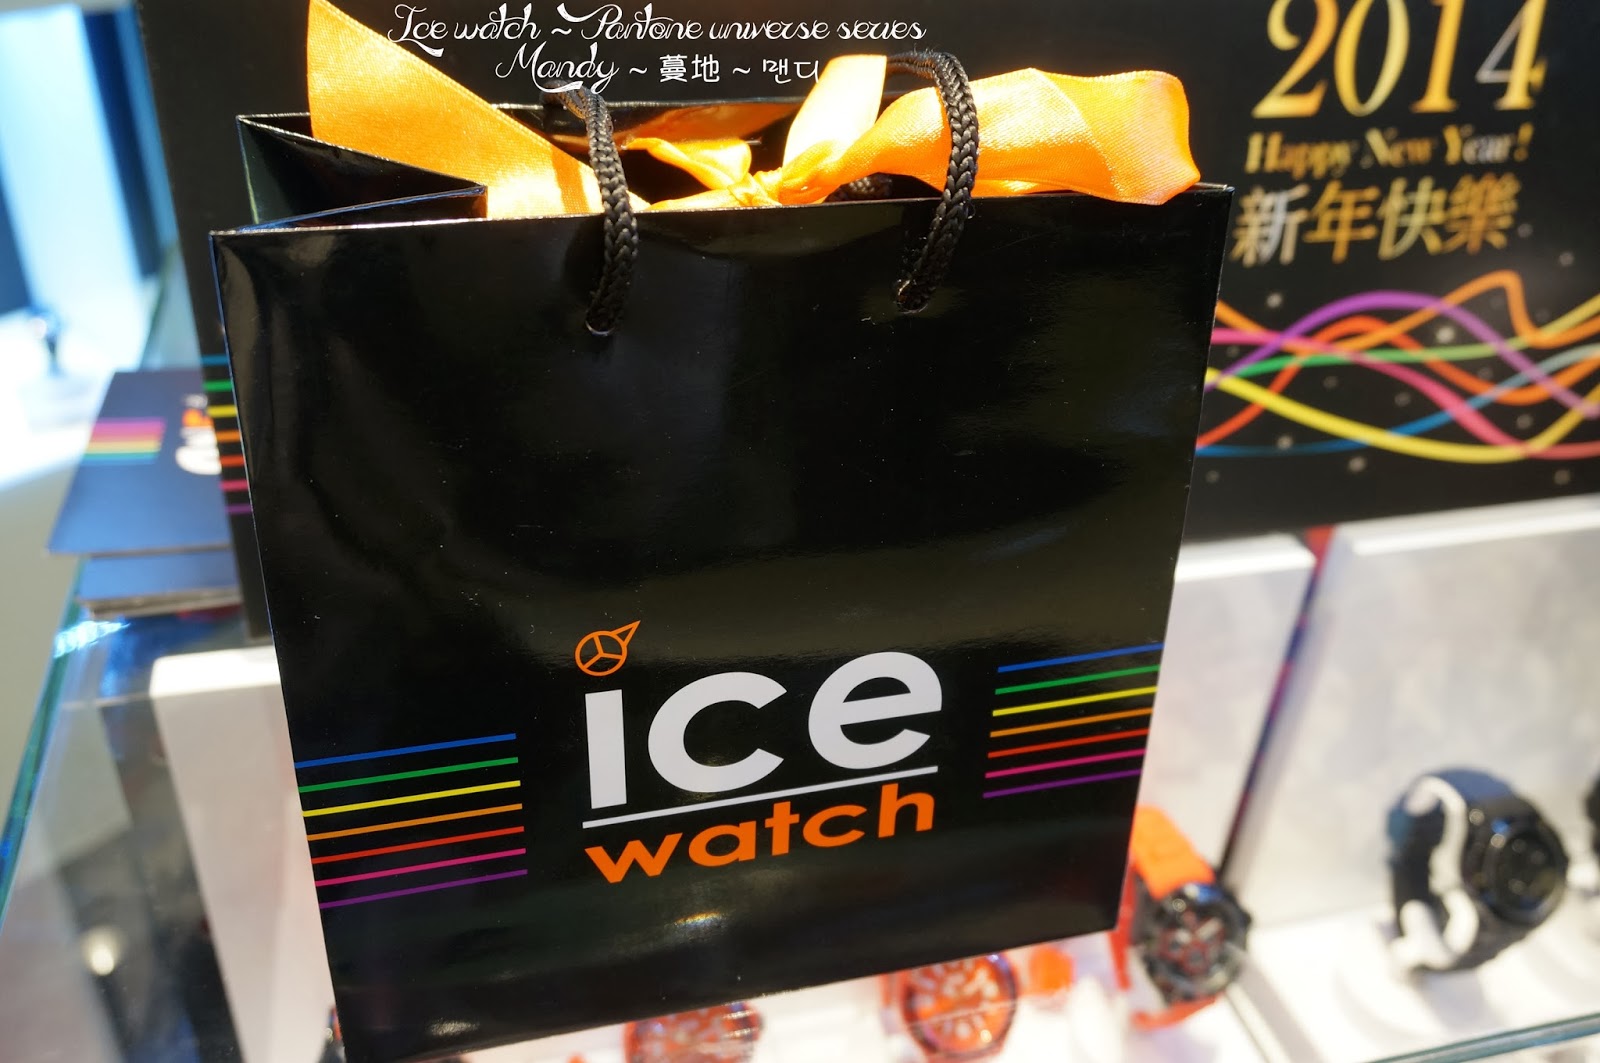 Ice watch ~ Pantone universe series
Mandy ~ 蔓地 ~ 맨디
2014
Happy New Year!
新年快樂
ice
watch